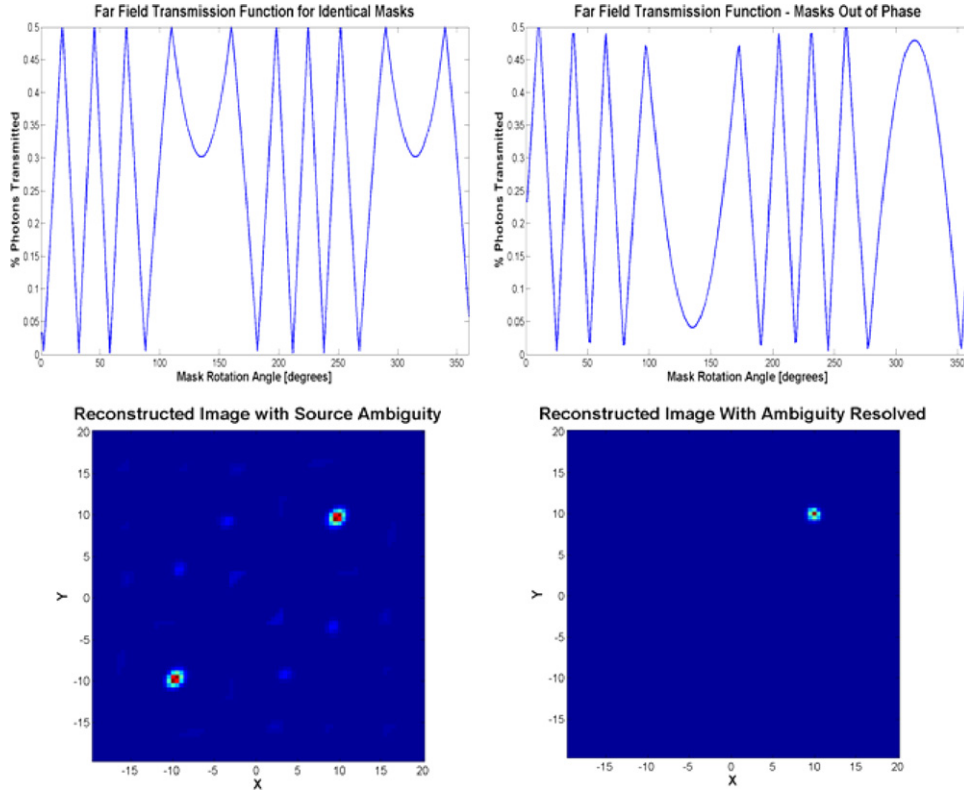 Far Field Transmission Function for Identical Masks
% Photons Transmitted
0.5
0.45
0.4
0.35
0.3
0.25
0.2
0.15
0.1
0.05
0
0 50 100 150 200 250 300 350
Mask Rotation Angle [degrees]
Far Field Transmission Function - Masks Out of Phase
% Photons Transmitted
0.5
0.45
0.4
0.35
0.3
0.25
0.2
0.15
0.1
0.05
0
0 50 100 150 200 250 300 350
Mask Rotation Angle [degrees]
Reconstructed Image with Source Ambiguity
Y
20
15
10
5
0
-5
-10
-15
-15 -10 -5 0 5 10 15 20
X
Reconstructed Image With Ambiguity Resolved
Y
20
15
10
5
0
-5
-10
-15
-15 -10 -5 0 5 10 15 20
X